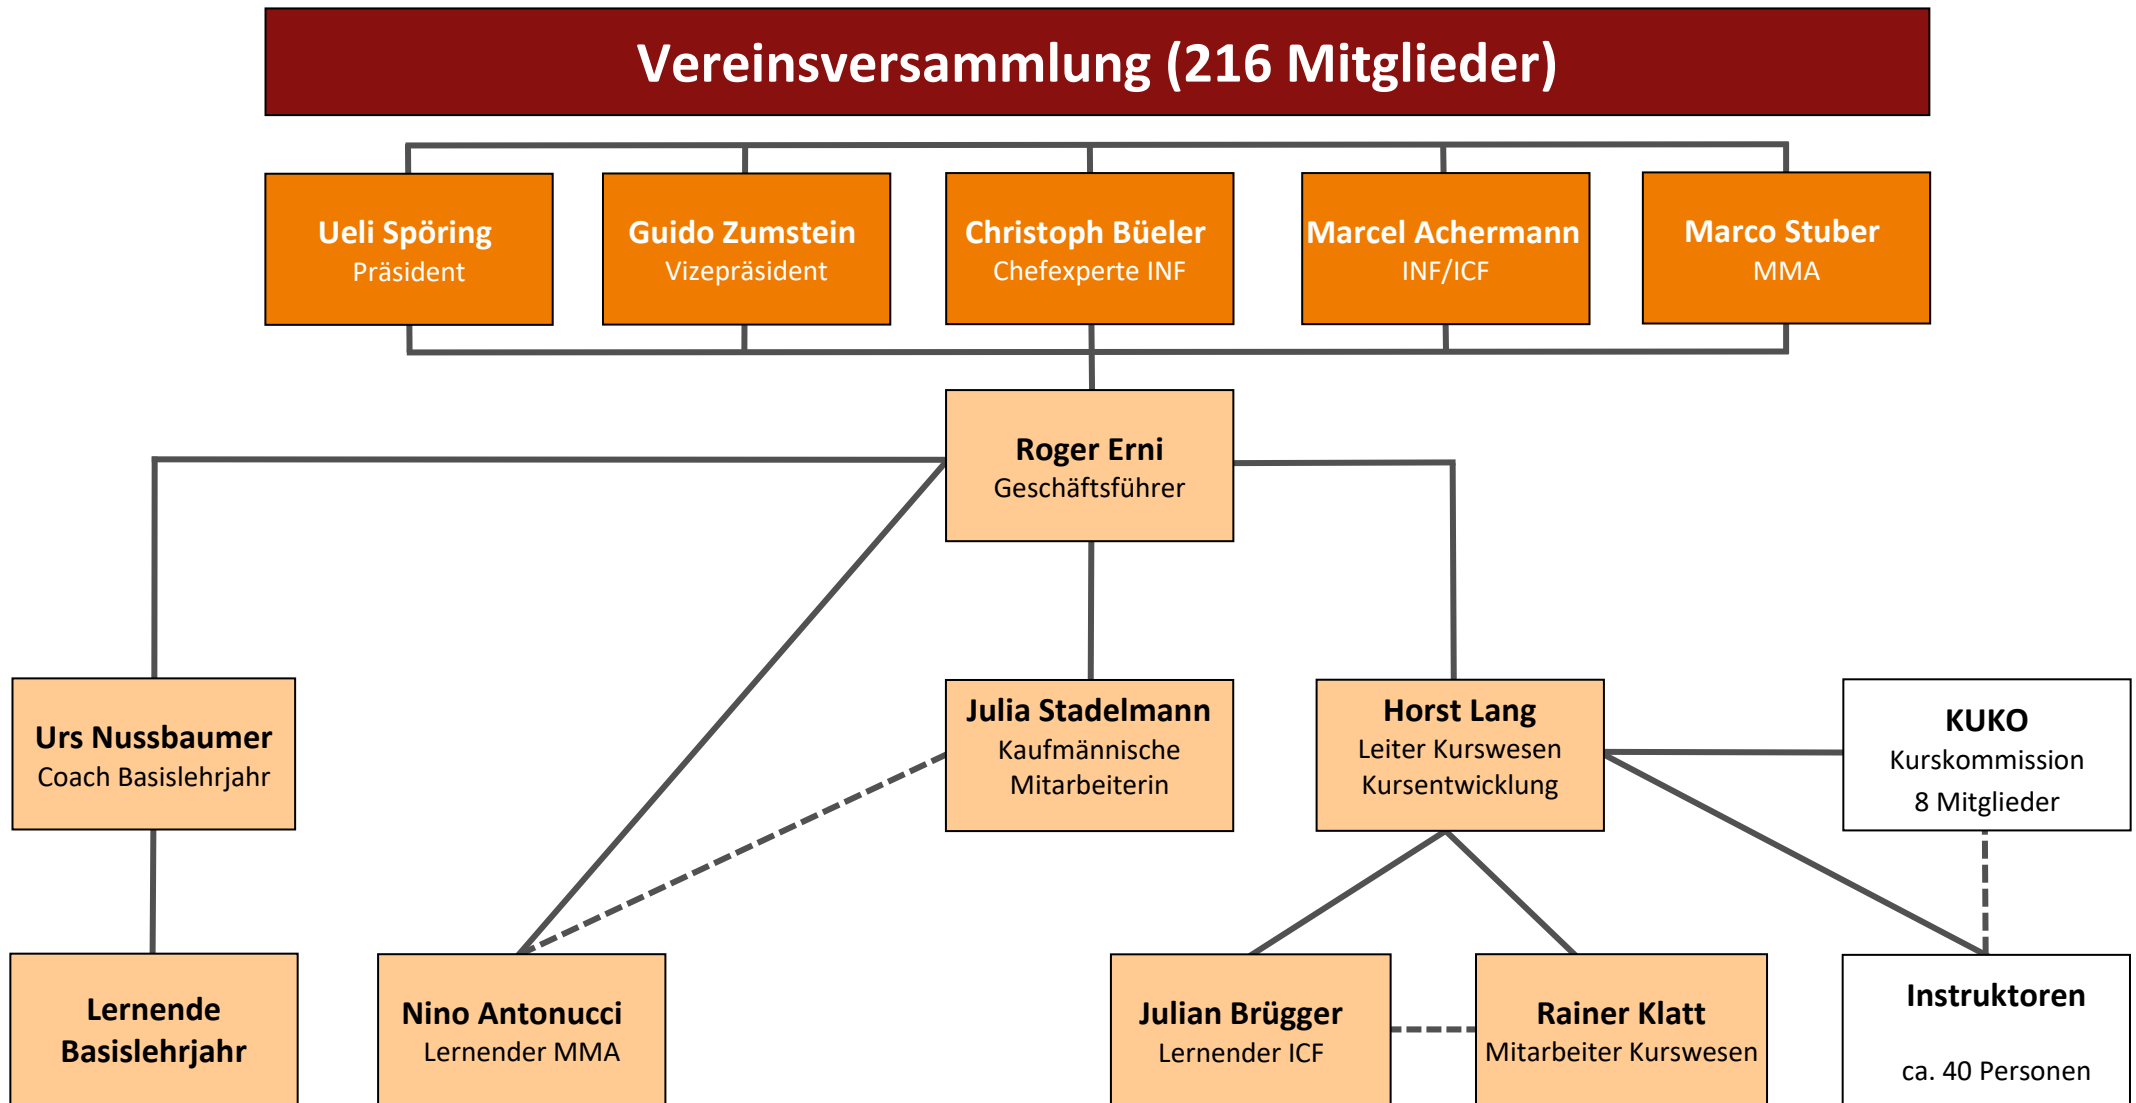 Vereinsversammlung (216 Mitglieder)
Ueli Spöring
Präsident
Guido Zumstein
Vizepräsident
Christoph Büeler
Chefexperte INF
Marcel Achermann
INF/ICF
Marco Stuber
MMA
Roger Erni
Geschäftsführer
Urs Nussbaumer
Coach Basislehrjahr
Julia Stadelmann
Kaufmännische
Mitarbeiterin
Horst Lang
Leiter Kurswesen
Kursentwicklung
KUKO
Kurskommission
8 Mitglieder
Lernende
Basislehrjahr
Nino Antonucci
Lernender MMA
Julian Brügger
Lernender ICF
Rainer Klatt
Mitarbeiter Kurswesen
Instruktoren
ca. 40 Personen